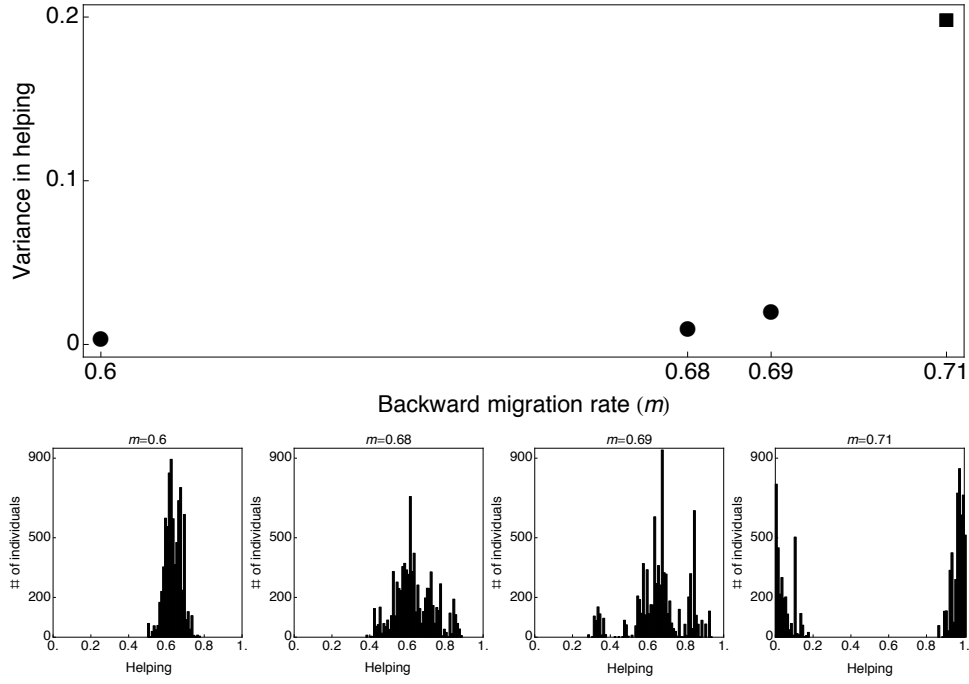 0.2
0.1
0
Variance in helping
0.6 0.68 0.69 0.71
Backward migration rate (m)
m=0.6
900
500
200
0
# of individuals
0. 0.2 0.4 0.6 0.8 1.
Helping
m=0.68
900
500
200
0
# of individuals
0. 0.2 0.4 0.6 0.8 1.
Helping
m=0.69
900
500
200
0
# of individuals
0. 0.2 0.4 0.6 0.8 1.
Helping
m=0.71
900
500
200
0
# of individuals
0. 0.2 0.4 0.6 0.8 1.
Helping